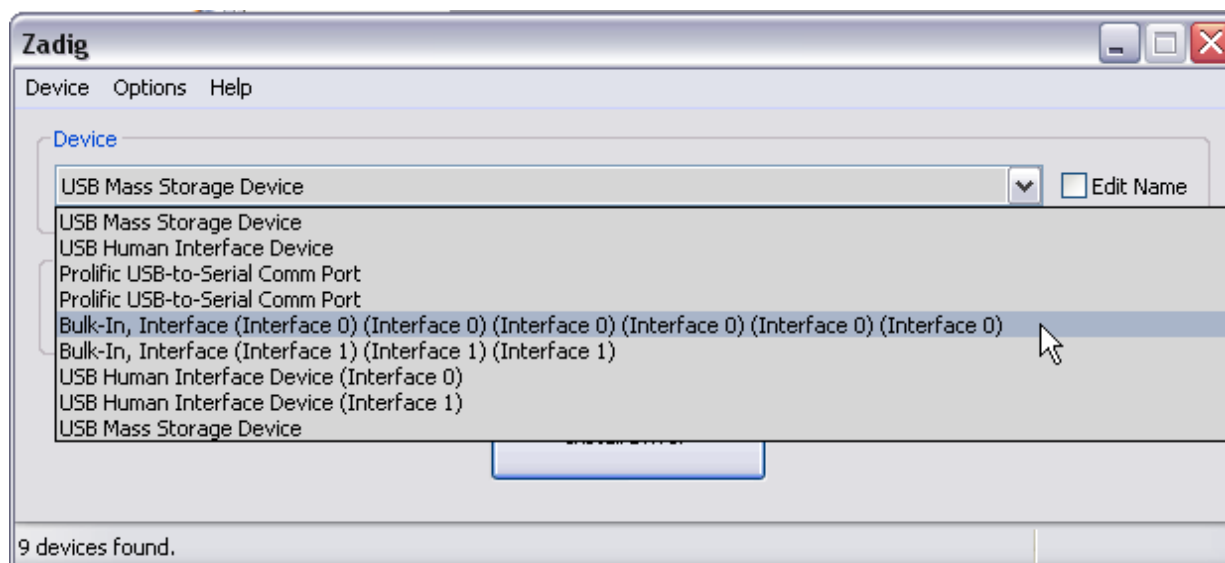 Zadig
Device Options Help
Device
USB Mass Storage Device
Edit Name
USB Mass Storage Device
USB Human Interface Device
Prolific USB-to-Serial Comm Port
Prolific USB-to-Serial Comm Port
Bulk-In, Interface (Interface 0) (Interface 0) (Interface 0) (Interface 0) (Interface 0) (Interface 0)
Bulk-In, Interface (Interface 1) (Interface 1) (Interface 1)
USB Human Interface Device (Interface 0)
USB Human Interface Device (Interface 1)
USB Mass Storage Device
9 devices found.